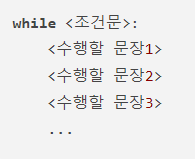 while <조건문>:
    <수행할 문장1>
    <수행할 문장2>
    <수행할 문장3>
    ...